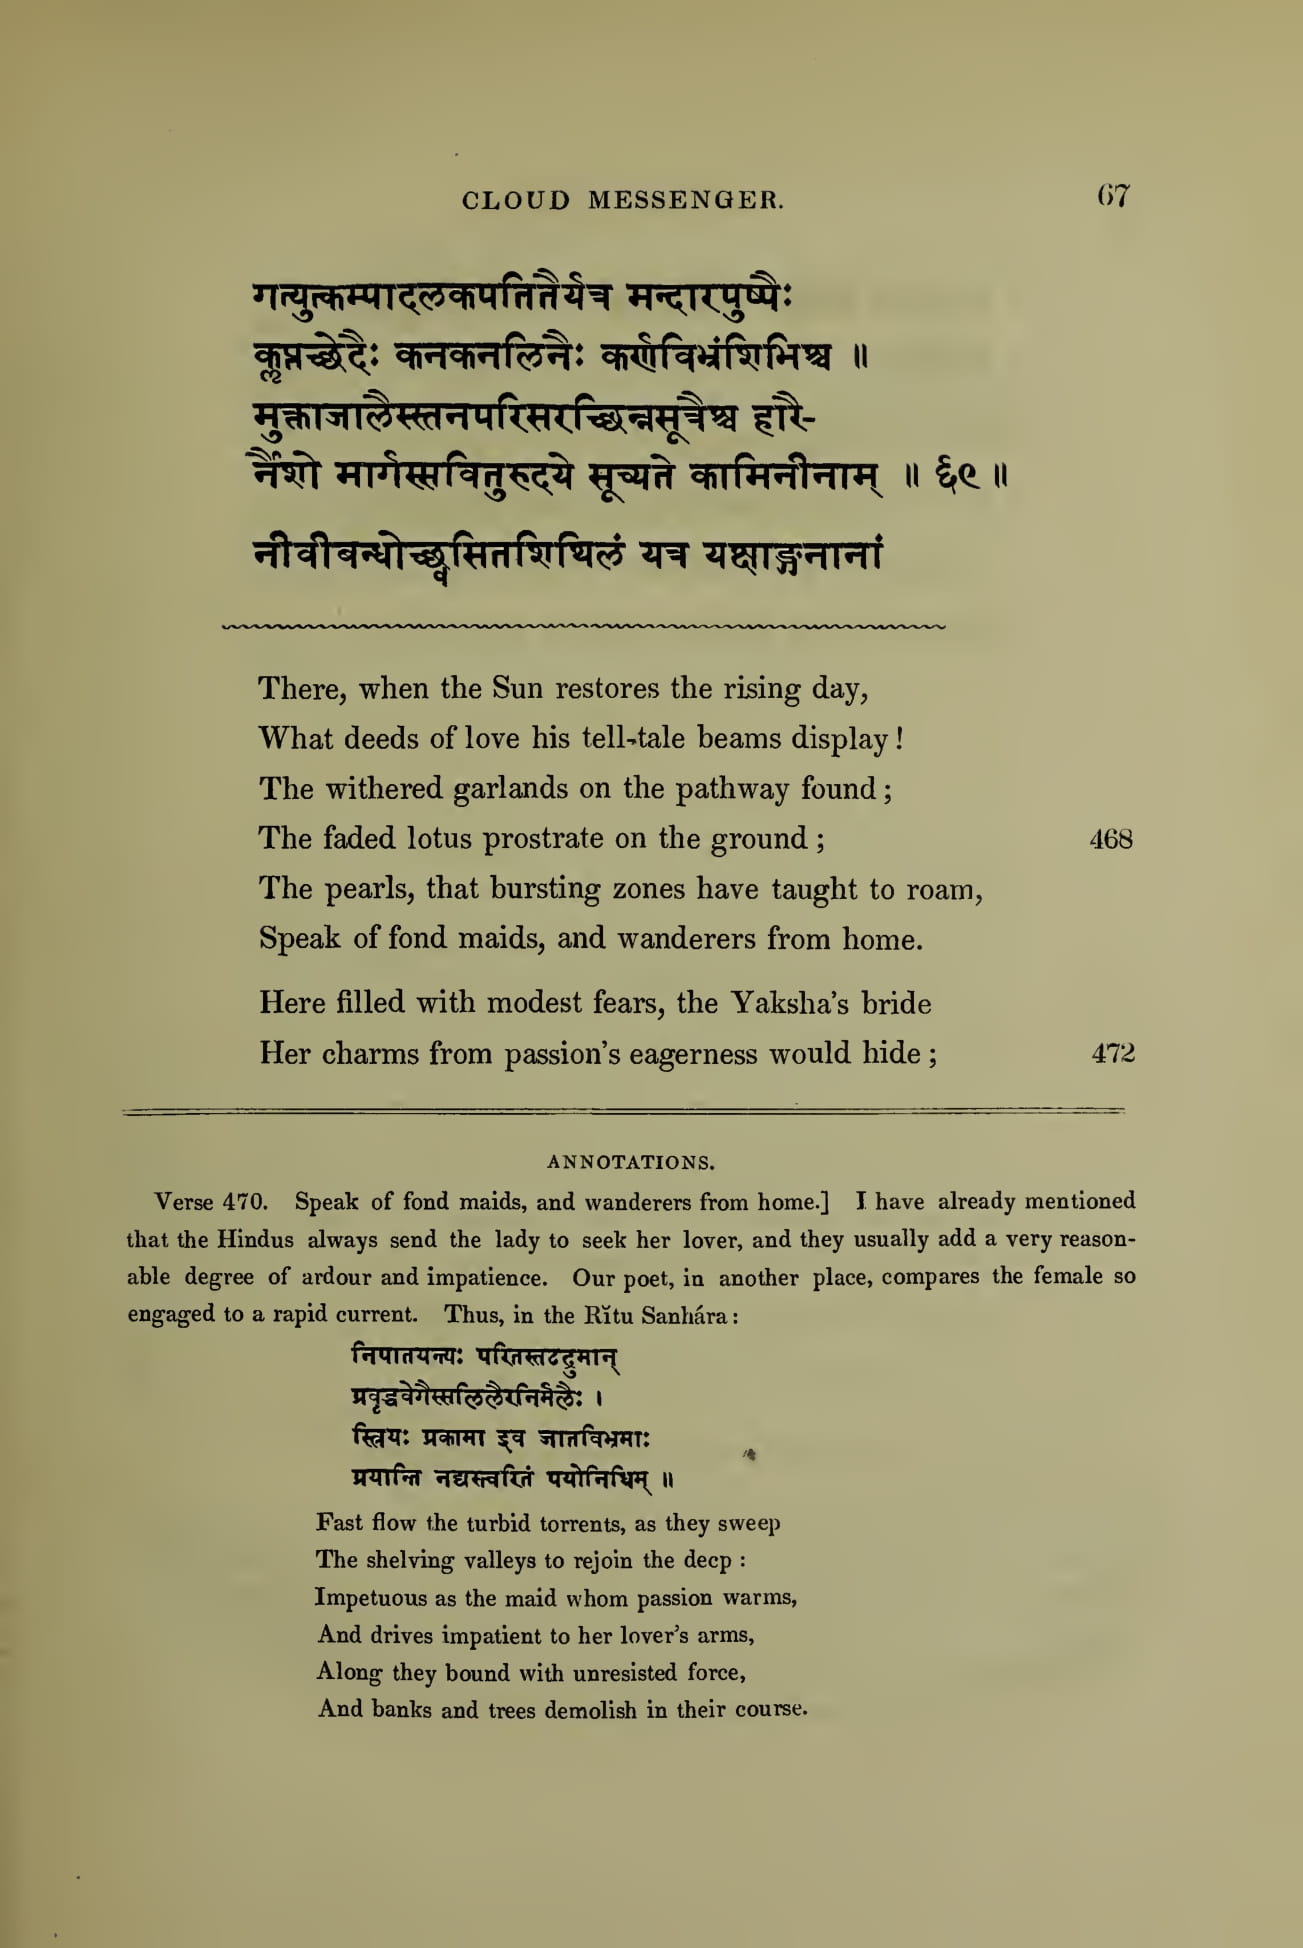 CLOUD MESSENGER. 67
गत्युत्कम्पादलकपतितैर्यत्र मन्दारपुष्पैः
कॢप्तच्छेदैः कनकनलिनैः कर्णविभ्रंशिभिश्च ॥
मुक्ताजालैस्स्तनपरिसरच्छिन्नसूत्रैश्च हारै-
र्नैशो मार्गस्सवितुरुदये सूच्यते कामिनीनाम् ॥ ६९ ॥
नीवीबन्धोच्छ्वसितशिथिलं यत्र यक्षाङ्गनानां
There, when the Sun restores the rising day,
What deeds of love his tell-tale beams display!
The withered garlands on the pathway found;
The faded lotus prostrate on the ground; 468
The pearls, that bursting zones have taught to roam,
Speak of fond maids, and wanderers from home.
Here filled with modest fears, the Yaksha's bride
Her charms from passion's eagerness would hide; 472
ANNOTATIONS.
Verse 470. Speak of fond maids, and wanderers from home.] I have already mentioned
that the Hindus always send the lady to seek her lover, and they usually add a very reason-
able degree of ardour and impatience. Our poet, in another place, compares the female so
engaged to a rapid current. Thus, in the Rĭtu Sanhára:
निपातयन्त्यः परितस्तटद्रुमान्
प्रवृद्धवेगैस्सलिलैरनिर्मलैः ।
स्त्रियः प्रकामा इव जातविभ्रमाः
प्रयान्ति नद्यस्त्वरितं पयोनिधिम् ॥
Fast flow the turbid torrents, as they sweep
The shelving valleys to rejoin the deep:
Impetuous as the maid whom passion warms,
And drives impatient to her lover's arms,
Along they bound with unresisted force,
And banks and trees demolish in their course.